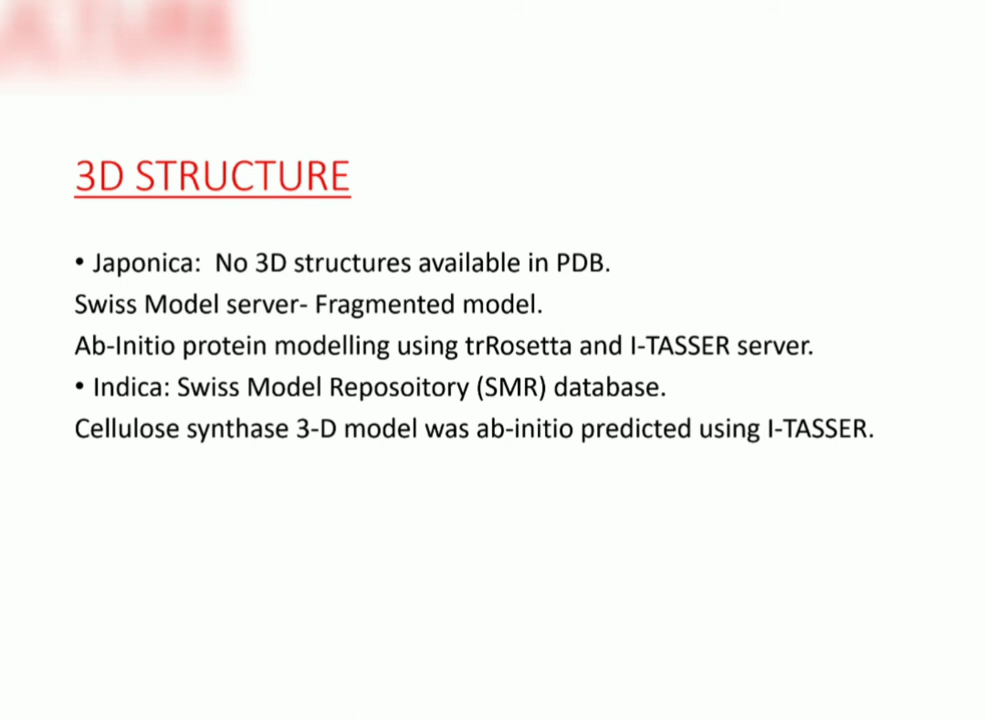 3D STRUCTURE
• Japonica:  No 3D structures available in PDB.
Swiss Model server- Fragmented model.
Ab-Initio protein modelling using trRosetta and I-TASSER server.
• Indica: Swiss Model Reposoitory (SMR) database.
Cellulose synthase 3-D model was ab-initio predicted using I-TASSER.